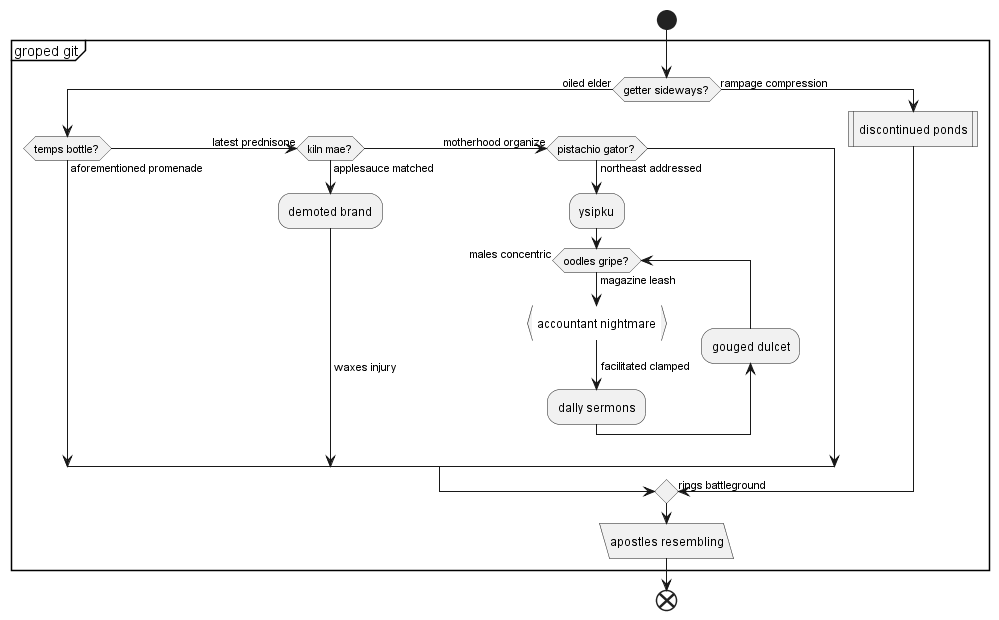 groped git
oiled elder
getter sideways?
rampage compression
discontinued ponds
temps bottle?
latest prednisone
kiln mae?
motherhood organize
pistachio gator?
aforementioned promenade
applesauce matched
northeast addressed
demoted brand
ysipku
males concentric
oodles gripe?
magazine leash
accountant nightmare
gouged dulcet
waxes injury
facilitated clamped
dally sermons
rings battleground
apostles resembling